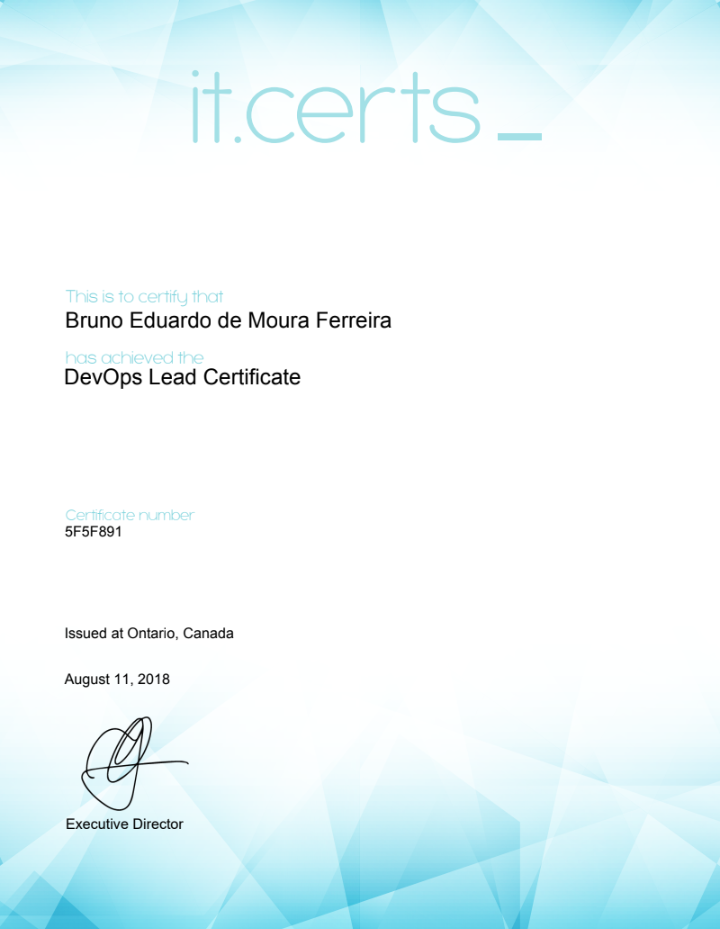 it.certs_
This is to certify that
Bruno Eduardo de Moura Ferreira
has achieved the
DevOps Lead Certificate
Certificate number
5F5F891
Issued at Ontario, Canada
August 11, 2018
Executive Director